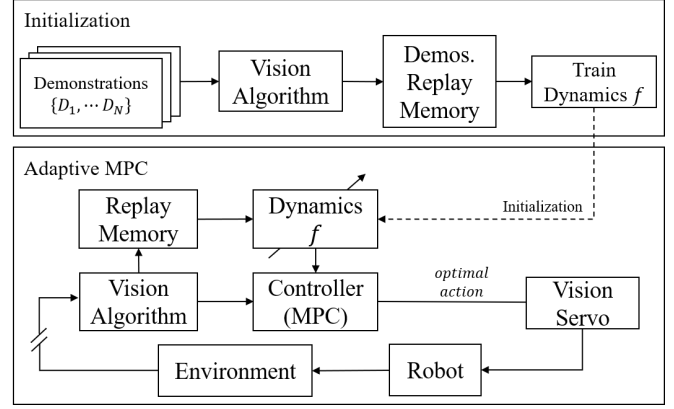 Initialization
Demonstrations
{D₁, ⋯ D_N}
Vision
Algorithm
Demos.
Replay
Memory
Train
Dynamics f
Adaptive MPC
Replay
Memory
Dynamics
f
Initialization
Vision
Algorithm
Controller
(MPC)
optimal
action
Vision
Servo
Environment
Robot